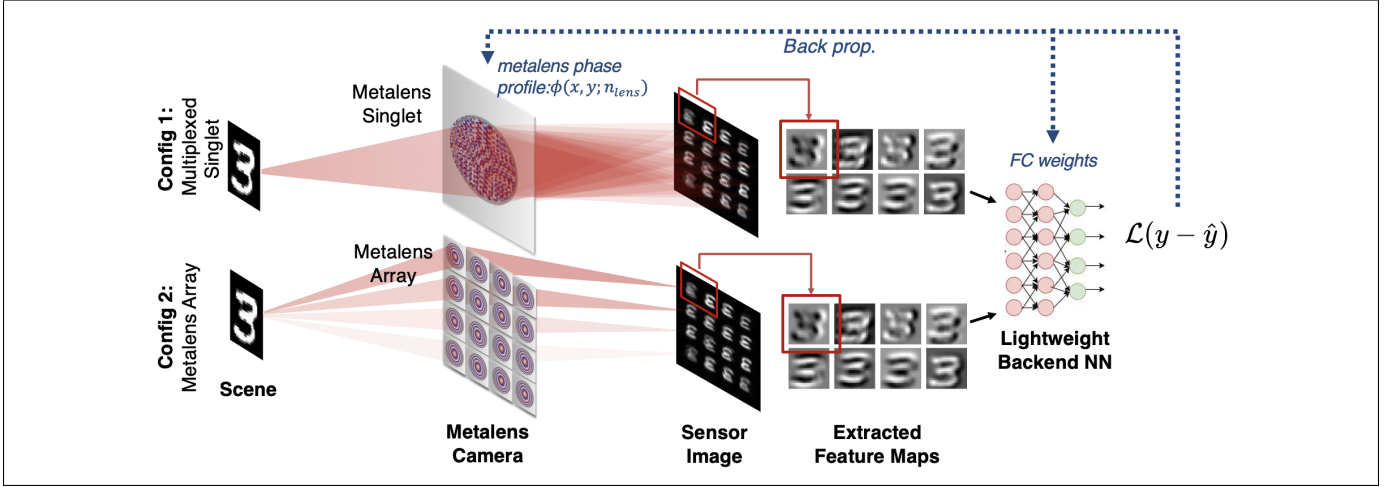 Back prop.
metalens phase
profile:ϕ(x, y; n_lens)
Config 1:
Multiplexed
Singlet
Metalens
Singlet
FC weights
ℒ(y − ŷ)
Config 2:
Metalens Array
Metalens
Array
Scene
Lightweight
Backend NN
Metalens
Camera
Sensor
Image
Extracted
Feature Maps